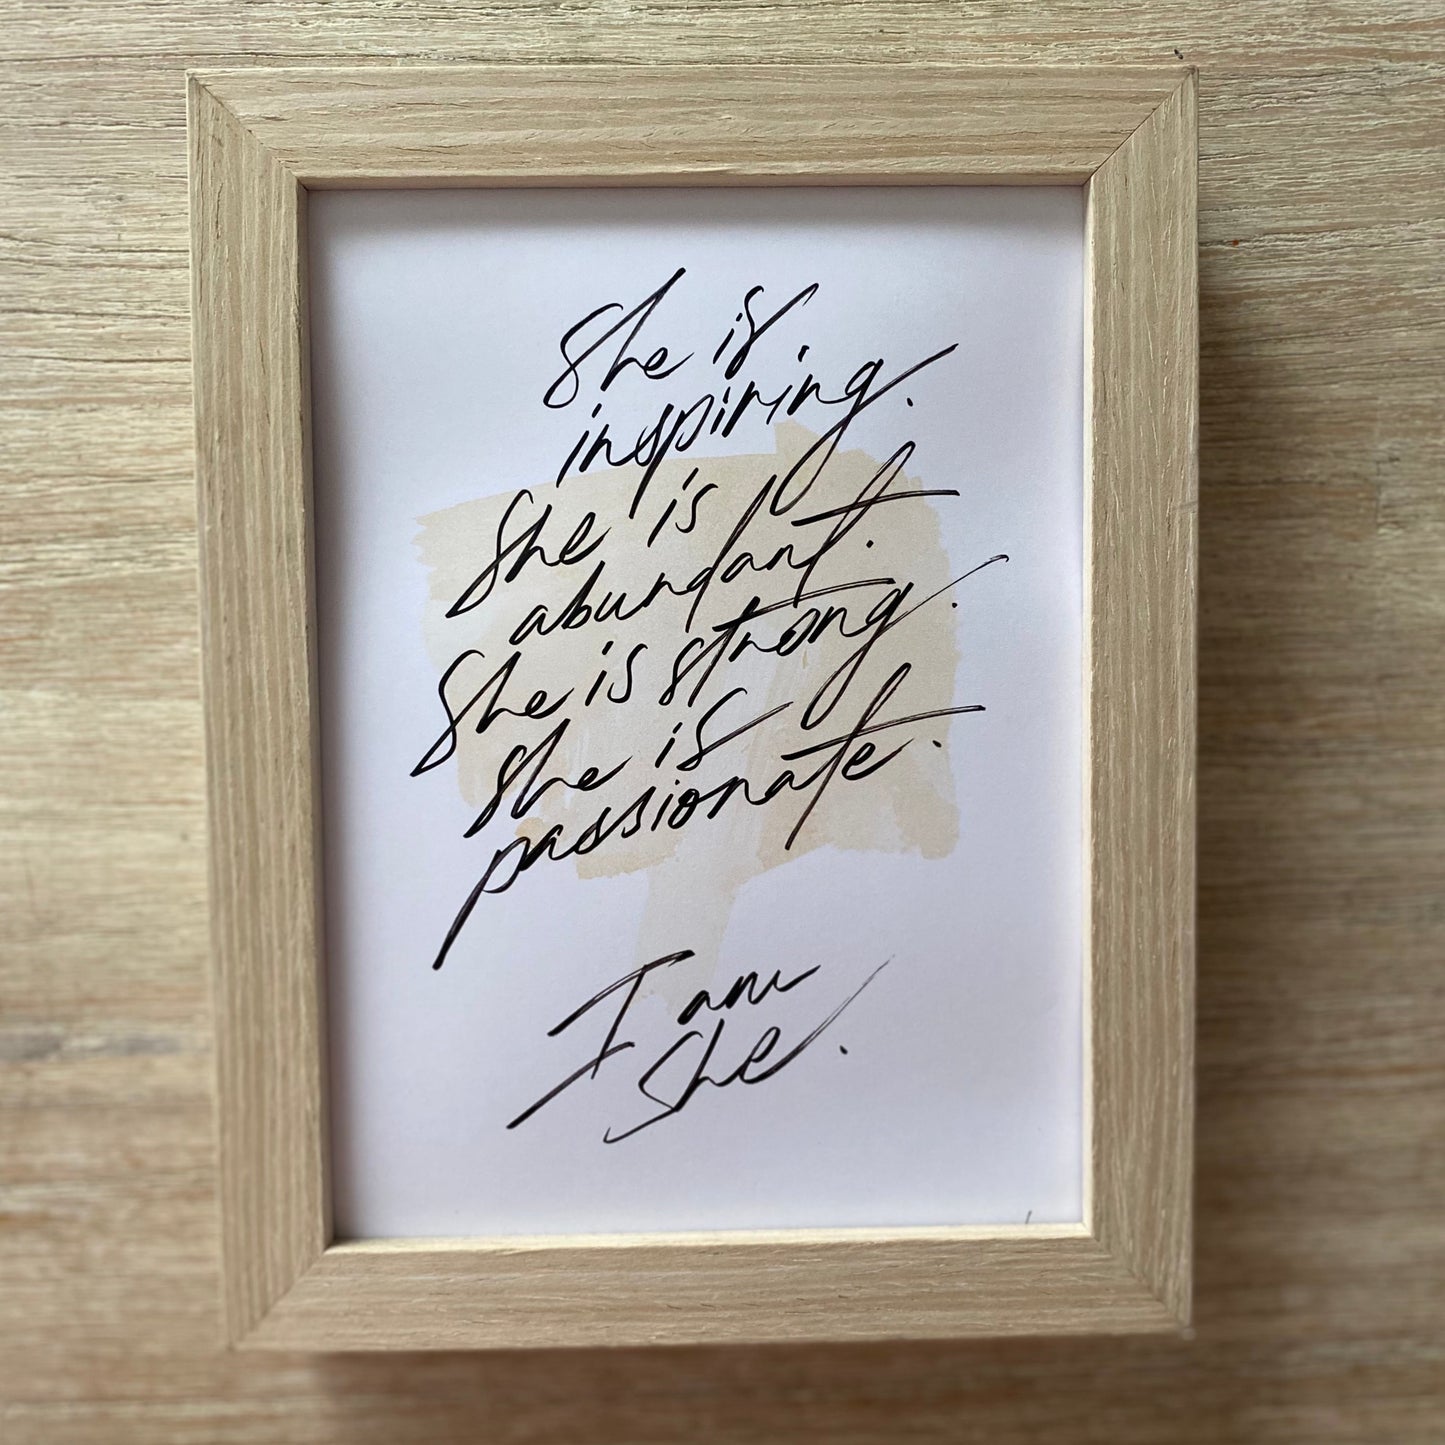 She is
inspiring.
She is
abundant.
She is strong.
She is
passionate.
I am
She.